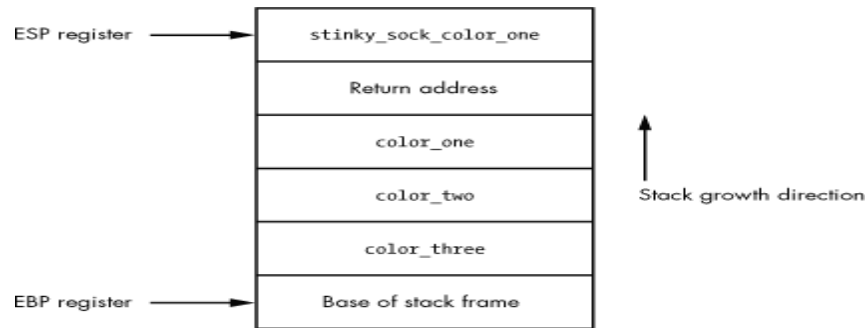 ESP register
stinky_sock_color_one
Return address
color_one
color_two
Stack growth direction
color_three
EBP register
Base of stack frame